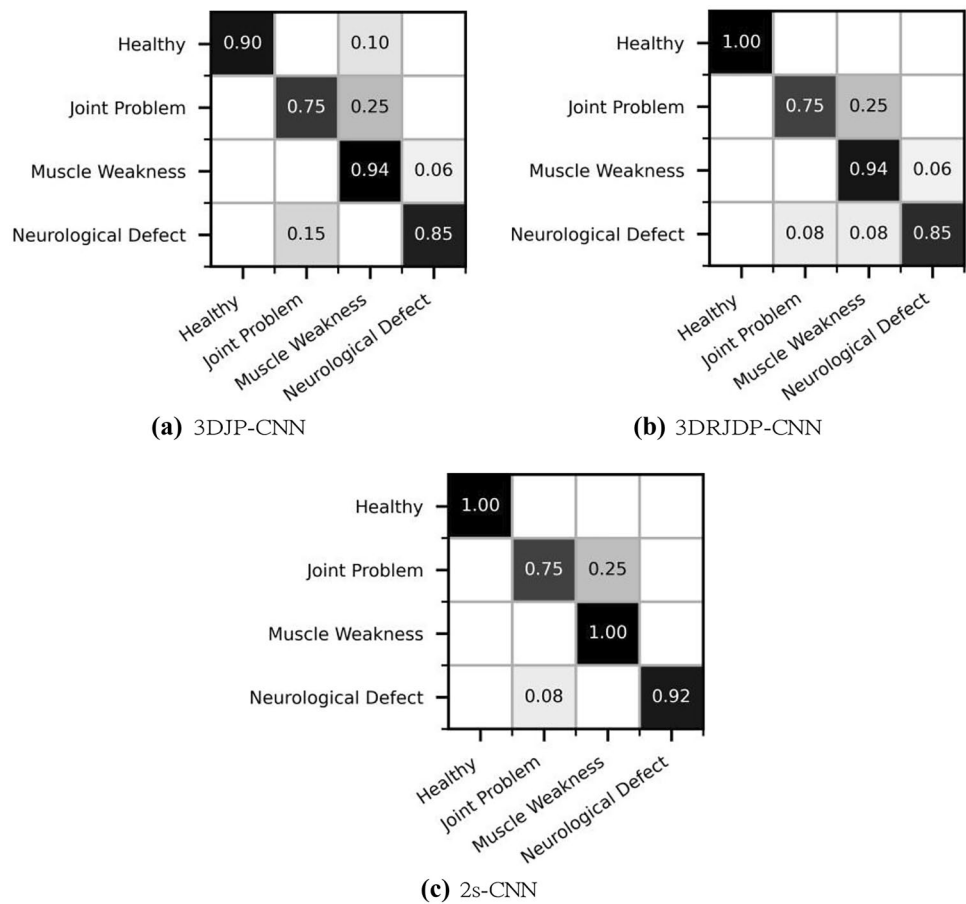 Healthy 0.90 0.10
Joint Problem 0.75 0.25
Muscle Weakness 0.94 0.06
Neurological Defect 0.15 0.85
Healthy
Joint Problem
Muscle Weakness
Neurological Defect
(a) 3DJP-CNN
Healthy 1.00
Joint Problem 0.75 0.25
Muscle Weakness 0.94 0.06
Neurological Defect 0.08 0.08 0.85
Healthy
Joint Problem
Muscle Weakness
Neurological Defect
(b) 3DRJDP-CNN
Healthy 1.00
Joint Problem 0.75 0.25
Muscle Weakness 1.00
Neurological Defect 0.08 0.92
Healthy
Joint Problem
Muscle Weakness
Neurological Defect
(c) 2s-CNN